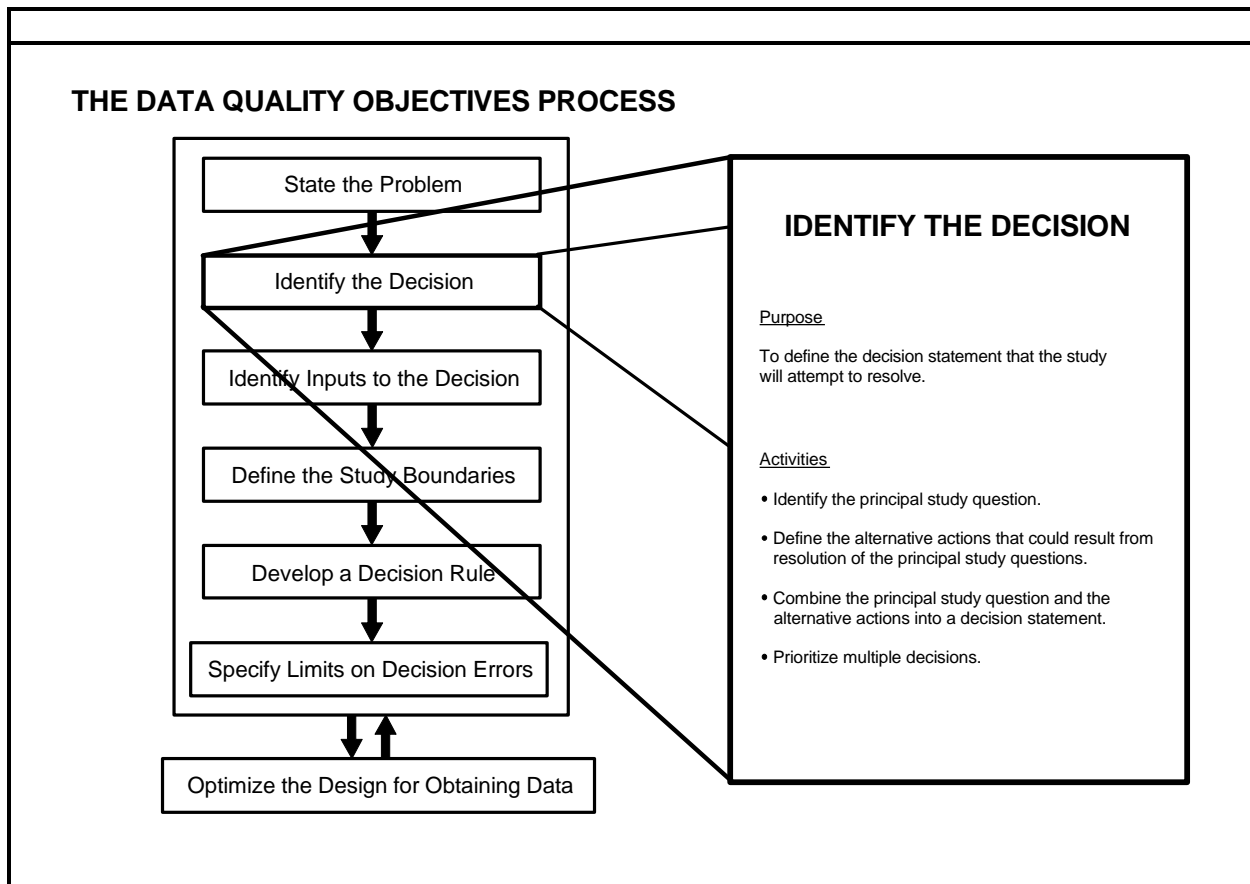 THE DATA QUALITY OBJECTIVES PROCESS
State the Problem
Identify the Decision
Identify Inputs to the Decision
Define the Study Boundaries
Develop a Decision Rule
Specify Limits on Decision Errors
Optimize the Design for Obtaining Data
IDENTIFY THE DECISION
Purpose
To define the decision statement that the study
will attempt to resolve.
Activities
• Identify the principal study question.
• Define the alternative actions that could result from
resolution of the principal study questions.
• Combine the principal study question and the
alternative actions into a decision statement.
• Prioritize multiple decisions.